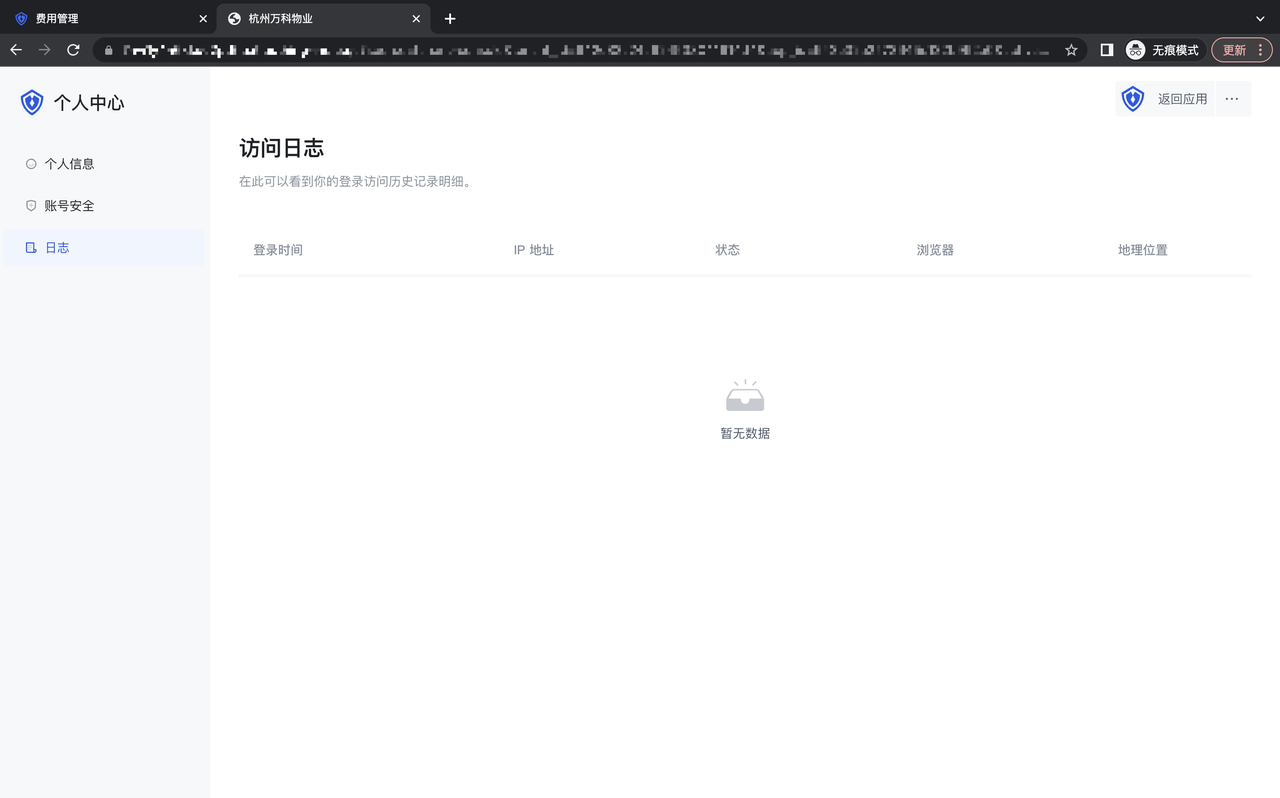 费用管理
杭州万科物业
无痕模式
更新
个人中心
返回应用
个人信息
账号安全
日志
访问日志
在此可以看到你的登录访问历史记录明细。
登录时间 IP 地址 状态 浏览器 地理位置
暂无数据